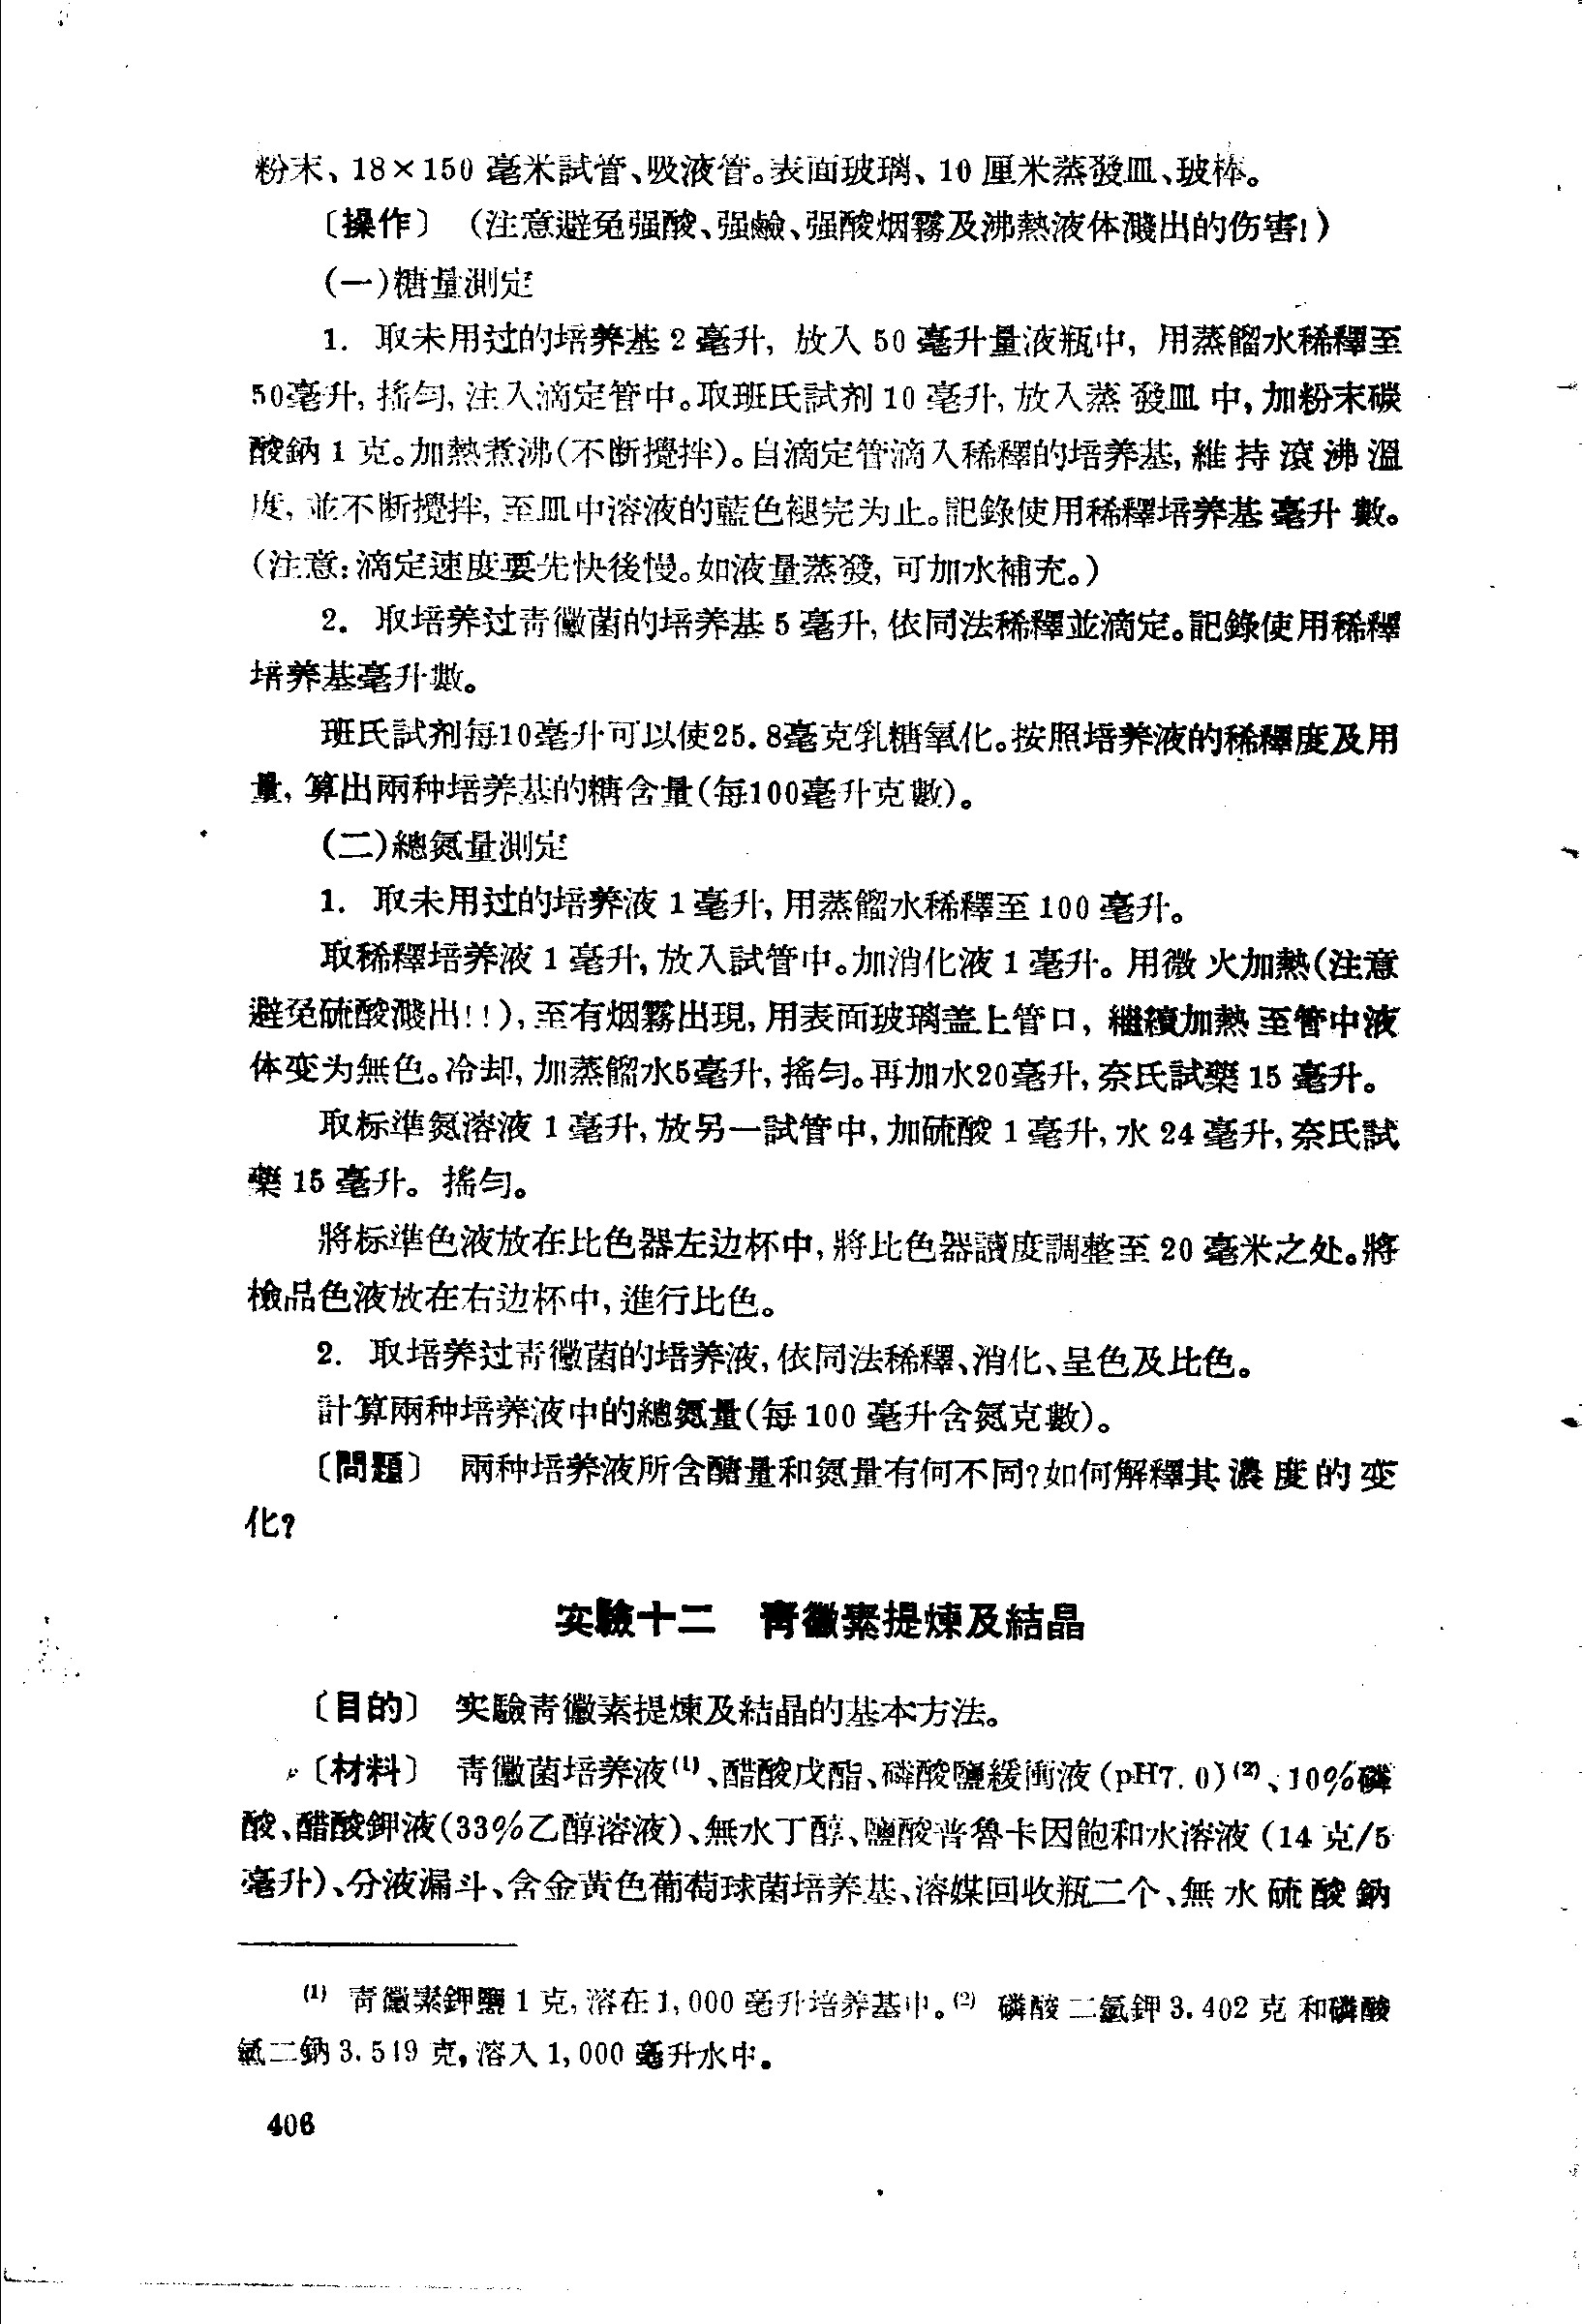 粉末、18×150 毫米試管、吸液管。表面玻璃、10 厘米蒸發皿、玻棒。
〔操作〕 (注意避免强酸、强鹼、强酸烟霧及沸熱液体濺出的伤害!)
(一)糖量測定
1. 取未用过的培养基 2 毫升, 放入 50 毫升量液瓶中, 用蒸餾水稀釋至
50毫升, 搖勻, 注入滴定管中。取班氏試剂 10 毫升, 放入蒸發皿中, 加粉末碳
酸鈉 1 克。加熱煮沸(不断攪拌)。自滴定管滴入稀釋的培养基, 維持滾沸溫
度, 並不断攪拌, 至皿中溶液的藍色褪完为止。記錄使用稀釋培养基毫升數。
(注意: 滴定速度要先快後慢。如液量蒸發, 可加水補充。)
2. 取培养过青黴菌的培养基 5 毫升, 依同法稀釋並滴定。記錄使用稀釋
培养基毫升數。
班氏試剂每10毫升可以使25.8毫克乳糖氧化。按照培养液的稀釋度及用
量, 算出兩种培养基的糖含量(每100毫升克數)。
(二)總氮量測定
1. 取未用过的培养液 1 毫升, 用蒸餾水稀釋至 100 毫升。
取稀釋培养液 1 毫升, 放入試管中。加消化液 1 毫升。用微火加熱(注意
避免硫酸濺出!!), 至有烟霧出現, 用表面玻璃盖上管口, 繼續加熱至管中液
体变为無色。冷却, 加蒸餾水5毫升, 搖勻。再加水20毫升, 奈氏試藥 15 毫升。
取标準氮溶液 1 毫升, 放另一試管中, 加硫酸 1 毫升, 水 24 毫升, 奈氏試
藥 15 毫升。搖勻。
將标準色液放在比色器左边杯中, 將比色器讀度調整至 20 毫米之处。將
檢品色液放在右边杯中, 進行比色。
2. 取培养过青黴菌的培养液, 依同法稀釋、消化、呈色及比色。
計算兩种培养液中的總氮量(每 100 毫升含氮克數)。
〔問題〕 兩种培养液所含醣量和氮量有何不同?如何解釋其濃度的变
化?
实驗十二 青黴素提煉及結晶
〔目的〕 实驗青黴素提煉及結晶的基本方法。
〔材料〕 青黴菌培养液⁽¹⁾、醋酸戊酯、磷酸鹽緩衝液 (pH7.0)⁽²⁾、10%磷
酸、醋酸鉀液(33%乙醇溶液)、無水丁醇、鹽酸普魯卡因飽和水溶液 (14 克/5
毫升)、分液漏斗、含金黃色葡萄球菌培养基、溶媒回收瓶二个、無水硫酸鈉
⁽¹⁾ 青黴素鉀鹽 1 克, 溶在 1,000 毫升培养基中。⁽²⁾ 磷酸二氫鉀 3.402 克 和磷酸
氫二鈉 3.549 克, 溶入 1,000 毫升水中。
406